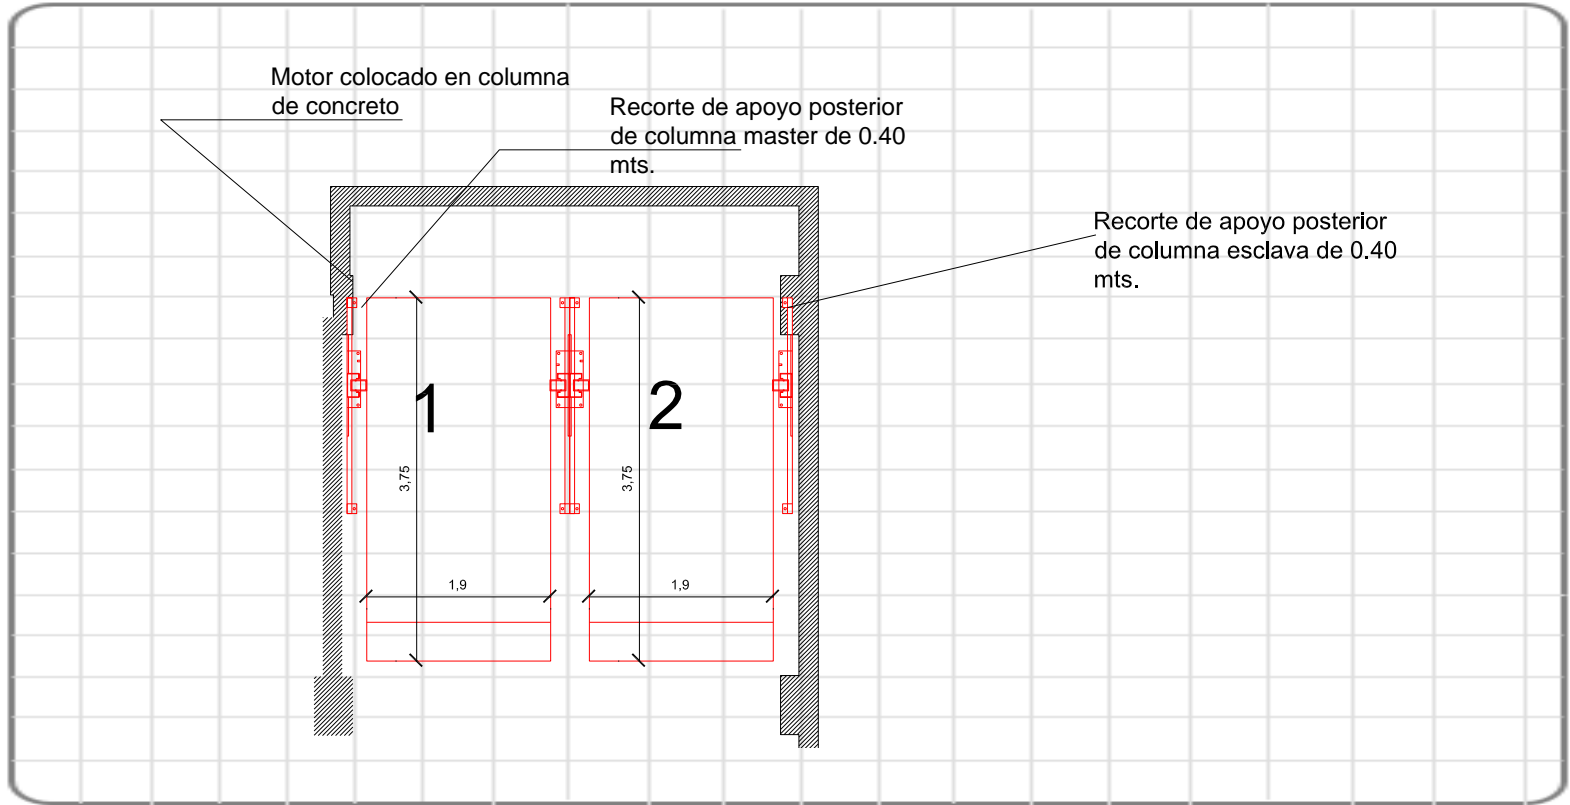 Motor colocado en columna
de concreto
Recorte de apoyo posterior
de columna master de 0.40
mts.
Recorte de apoyo posterior
de columna esclava de 0.40
mts.
1
2
3,75
3,75
1,9
1,9